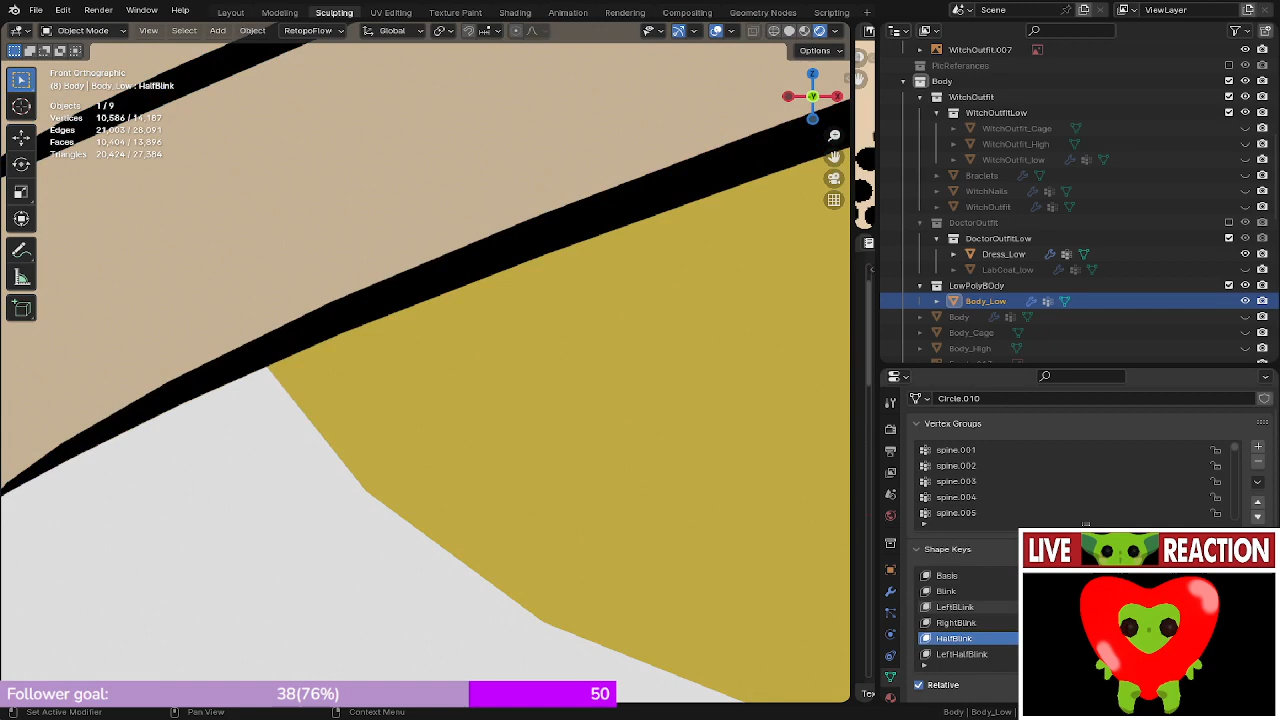 File Edit Render Window Help
Layout Modeling Sculpting UV Editing Texture Paint Shading Animation Rendering Compositing Geometry Nodes Scripting
Scene
ViewLayer
Object Mode View Select Add Object RetopoFlow Global
Options
Front Orthographic
(8) Body | Body_Low : HalfBlink
Objects 1 / 9
Vertices 10,586 / 14,187
Edges 21,003 / 28,091
Faces 10,404 / 13,896
Triangles 20,424 / 27,384
Z
-Y
X
WitchOutfit.007
PicReferances
Body
WitchOutfit
WitchOutfitLow
WitchOutfit_Cage
WitchOutfit_High
WitchOutfit_low
Braclets
WitchNails
WitchOutfit
DoctorOutfit
DoctorOutfitLow
Dress_Low
LabCoat_low
LowPolyBOdy
Body_Low
Body
Body_Cage
Body_High
Circle.010
Vertex Groups
spine.001
spine.002
spine.003
spine.004
spine.005
Shape Keys
Basis
Blink
LeftBLink
RightBlink
HalfBlink
LeftHalfBlink
Relative
LIVE REACTION
Follower goal: 38(76%) 50
Set Active Modifier Pan View Context Menu
Body | Body_Low |